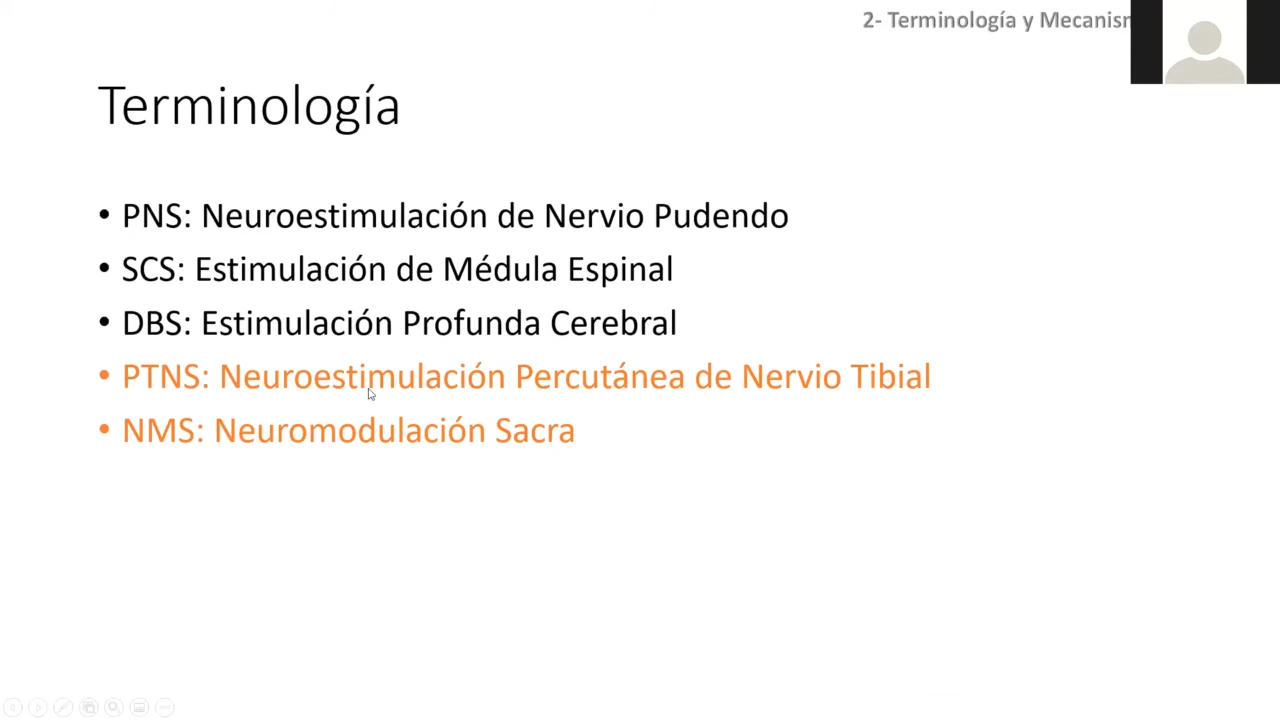 2- Terminología y
Terminología
• PNS: Neuroestimulación de Nervio Pudendo
• SCS: Estimulación de Médula Espinal
• DBS: Estimulación Profunda Cerebral
• PTNS: Neuroestimulación Percutánea de Nervio Tibial
• NMS: Neuromodulación Sacra